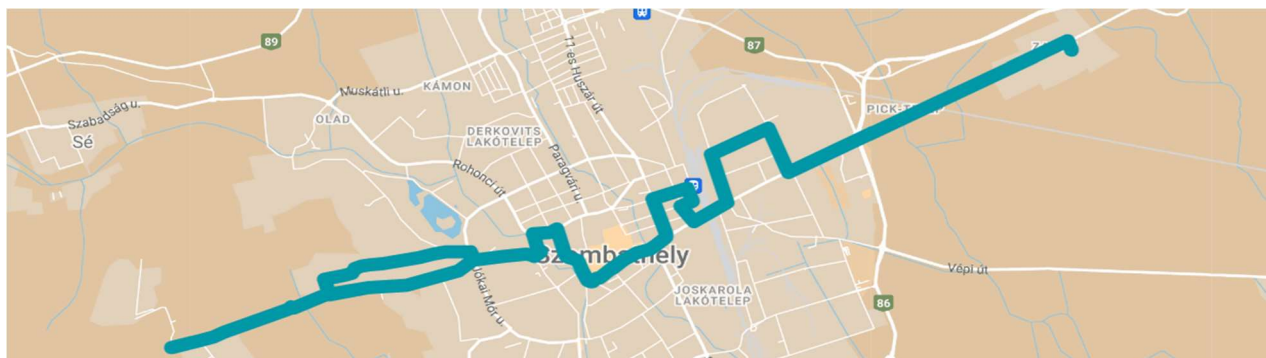 89
87
11-es Huszár út
Muskátli u.
KÁMON
Szabadság u.
OLAD
PICK-TELEP
DERKOVITS
LAKÓTELEP
Sé
Paragvári u.
Rohonci út
Szombathely
Vépi út
Jókai Mór u.
JOSKAROLA
LAKÓTELEP
86